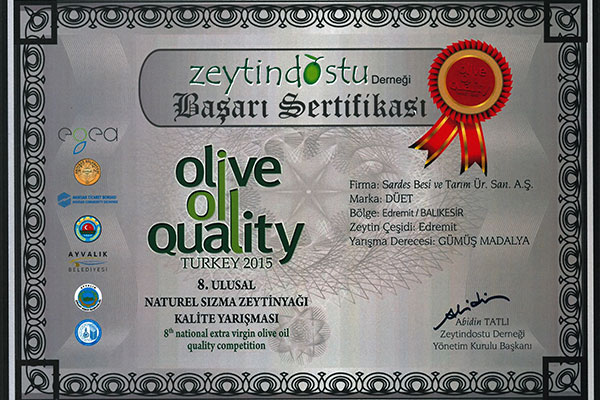 zeytindostu Derneği
Başarı Sertifikası
egea
AYVALIK
BELEDİYESİ
olive
oil
quality
TURKEY 2015
8. ULUSAL
NATUREL SIZMA ZEYTİNYAĞI
KALİTE YARIŞMASI
8th national extra virgin olive oil
quality competition
Firma: Sardes Besi ve Tarım Ür. San. A.Ş.
Marka: DÜET
Bölge: Edremit / BALIKESİR
Zeytin Çeşidi: Edremit
Yarışma Derecesi: GÜMÜŞ MADALYA
Abidin TATLI
Zeytindostu Derneği
Yönetim Kurulu Başkanı